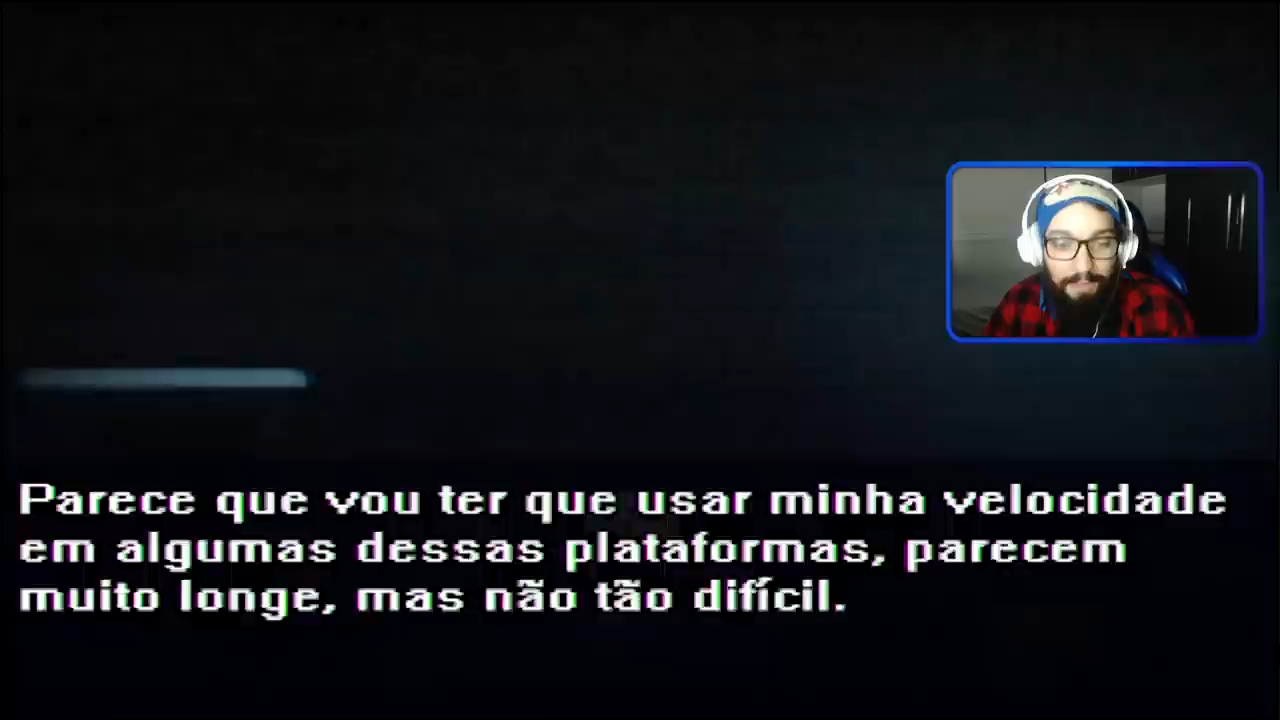 Parece que vou ter que usar minha velocidade
em algumas dessas plataformas, parecem
muito longe, mas não tão difícil.